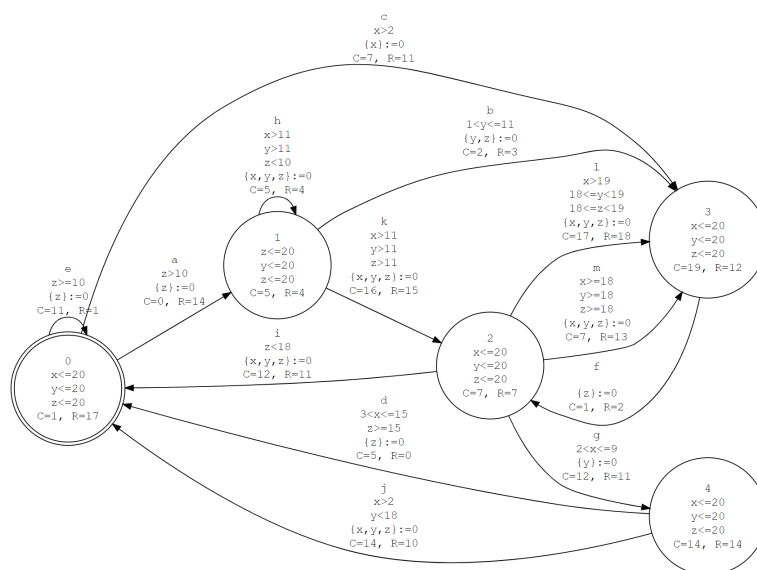 c
x>2
{x}:=0
C=7, R=11
h
x>11
y>11
z<10
{x,y,z}:=0
C=5, R=4
b
1<y<=11
{y,z}:=0
C=2, R=3
l
x>19
18<=y<19
18<=z<19
{x,y,z}:=0
C=17, R=18
3
x<=20
y<=20
z<=20
C=19, R=12
1
z<=20
y<=20
z<=20
C=5, R=4
k
x>11
y>11
z>11
{x,y,z}:=0
C=16, R=15
e
z>=10
{z}:=0
C=11, R=1
a
z>10
{z}:=0
C=0, R=14
m
x>=18
y>=18
z>=18
{x,y,z}:=0
C=7, R=13
2
x<=20
y<=20
z<=20
C=7, R=7
i
z<18
{x,y,z}:=0
C=12, R=11
0
x<=20
y<=20
z<=20
C=1, R=17
f
{z}:=0
C=1, R=2
d
3<x<=15
z>=15
{z}:=0
C=5, R=0
g
2<x<=9
{y}:=0
C=12, R=11
4
x<=20
y<=20
z<=20
C=14, R=14
j
x>2
y<18
{x,y,z}:=0
C=14, R=10